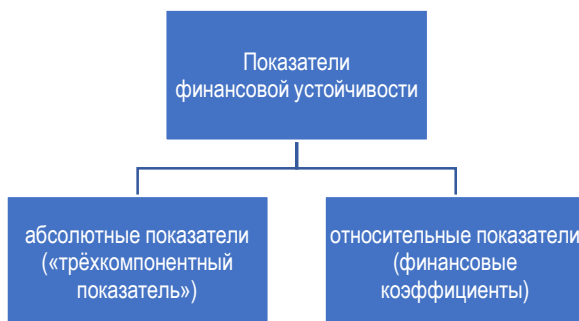 Показатели
финансовой устойчивости
абсолютные показатели
(«трёхкомпонентный
показатель»)
относительные показатели
(финансовые
коэффициенты)